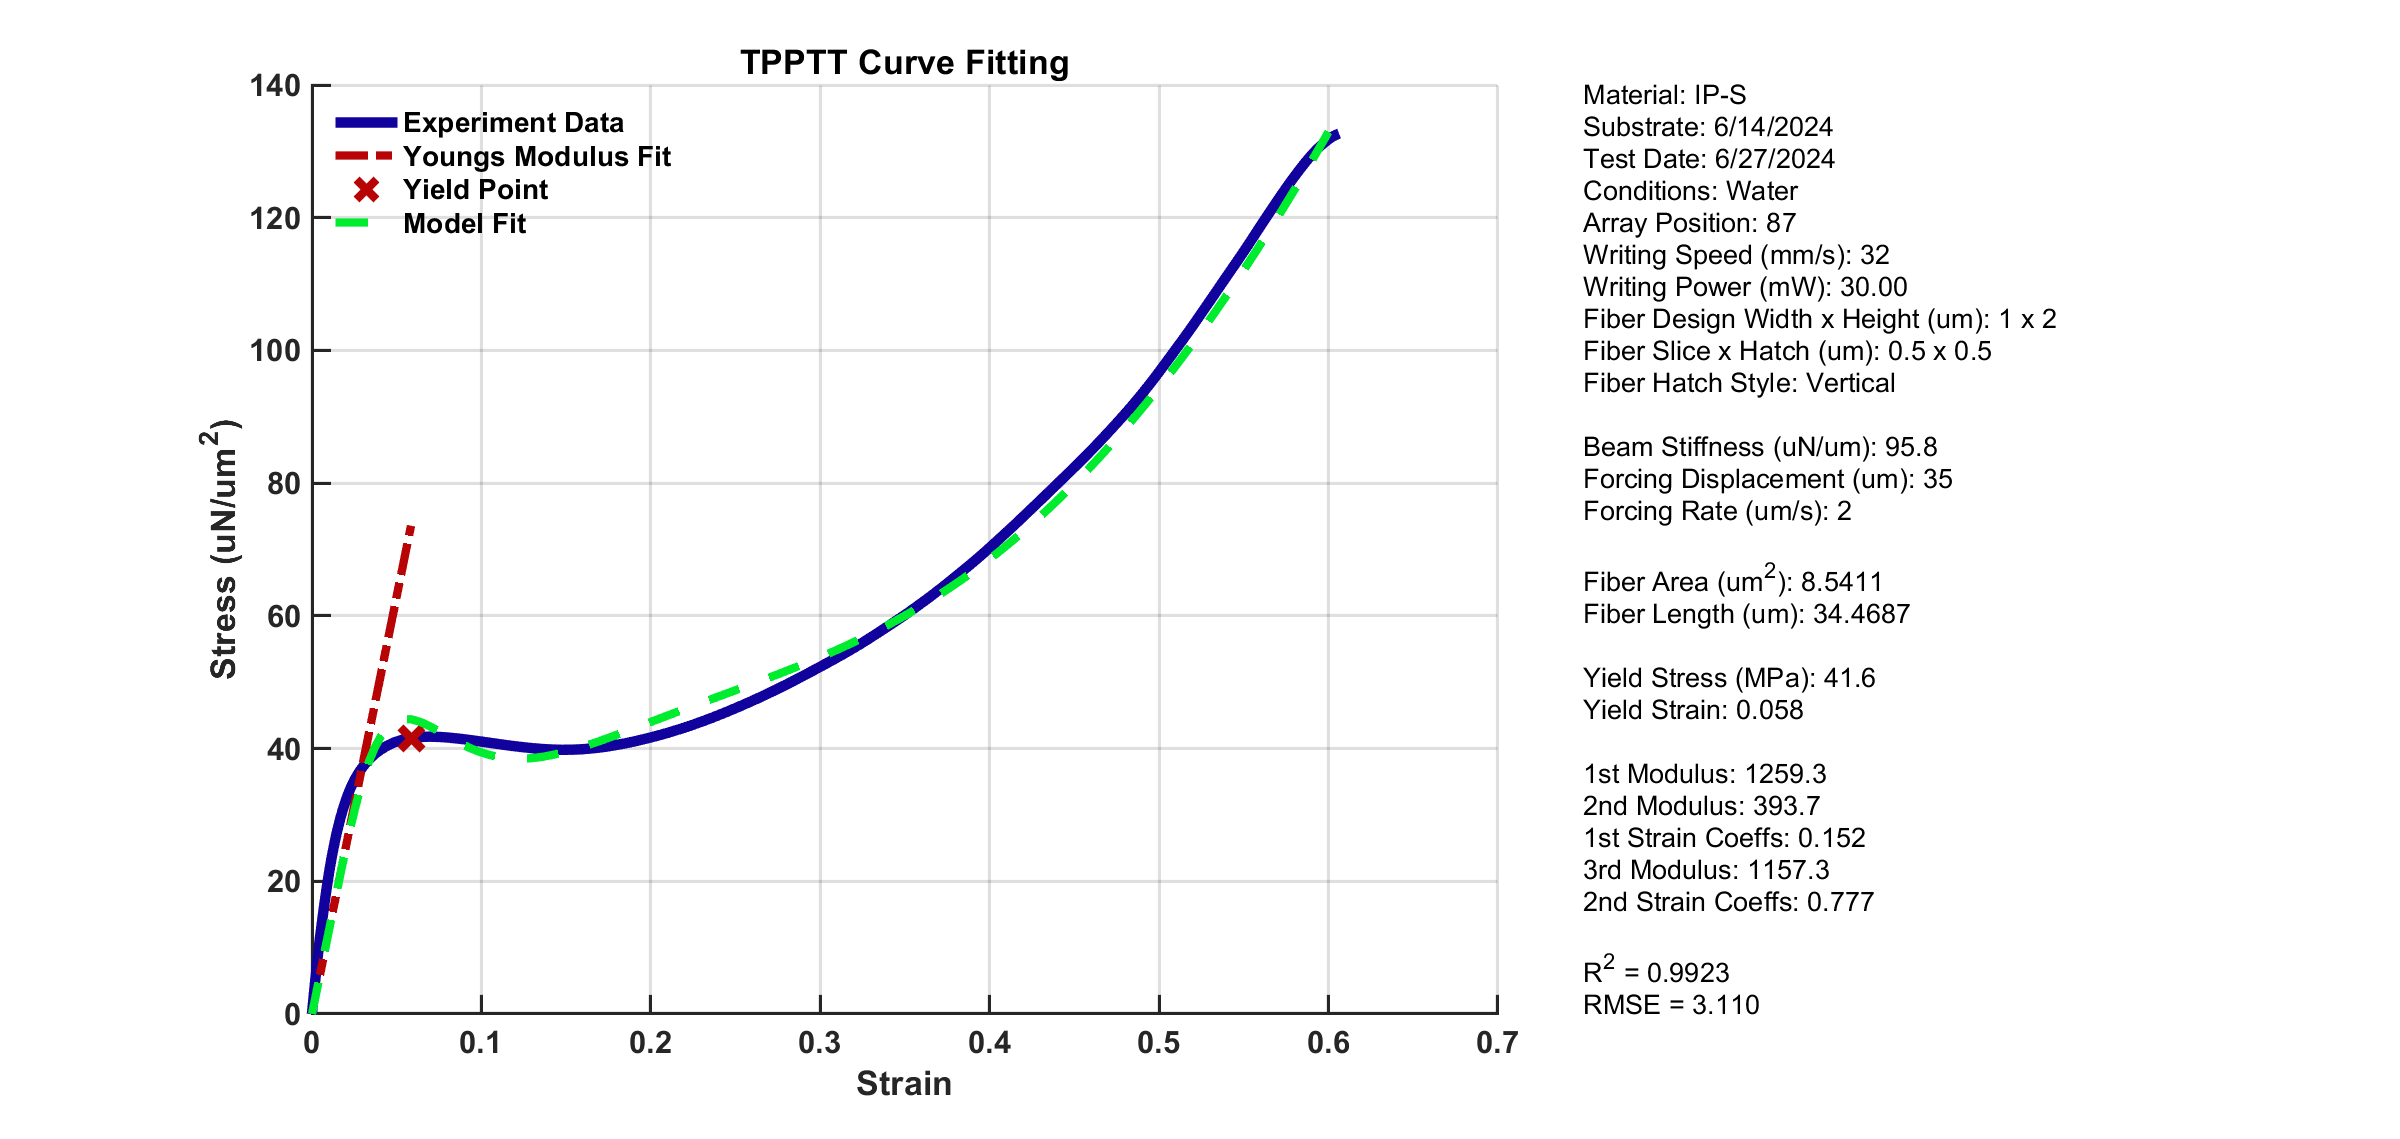 TPPTT Curve Fitting
140
120
100
80
60
40
20
0
Stress (uN/um²)
Experiment Data
Youngs Modulus Fit
Yield Point
Model Fit
0 0.1 0.2 0.3 0.4 0.5 0.6 0.7
Strain
Material: IP-S
Substrate: 6/14/2024
Test Date: 6/27/2024
Conditions: Water
Array Position: 87
Writing Speed (mm/s): 32
Writing Power (mW): 30.00
Fiber Design Width x Height (um): 1 x 2
Fiber Slice x Hatch (um): 0.5 x 0.5
Fiber Hatch Style: Vertical
Beam Stiffness (uN/um): 95.8
Forcing Displacement (um): 35
Forcing Rate (um/s): 2
Fiber Area (um²): 8.5411
Fiber Length (um): 34.4687
Yield Stress (MPa): 41.6
Yield Strain: 0.058
1st Modulus: 1259.3
2nd Modulus: 393.7
1st Strain Coeffs: 0.152
3rd Modulus: 1157.3
2nd Strain Coeffs: 0.777
R² = 0.9923
RMSE = 3.110